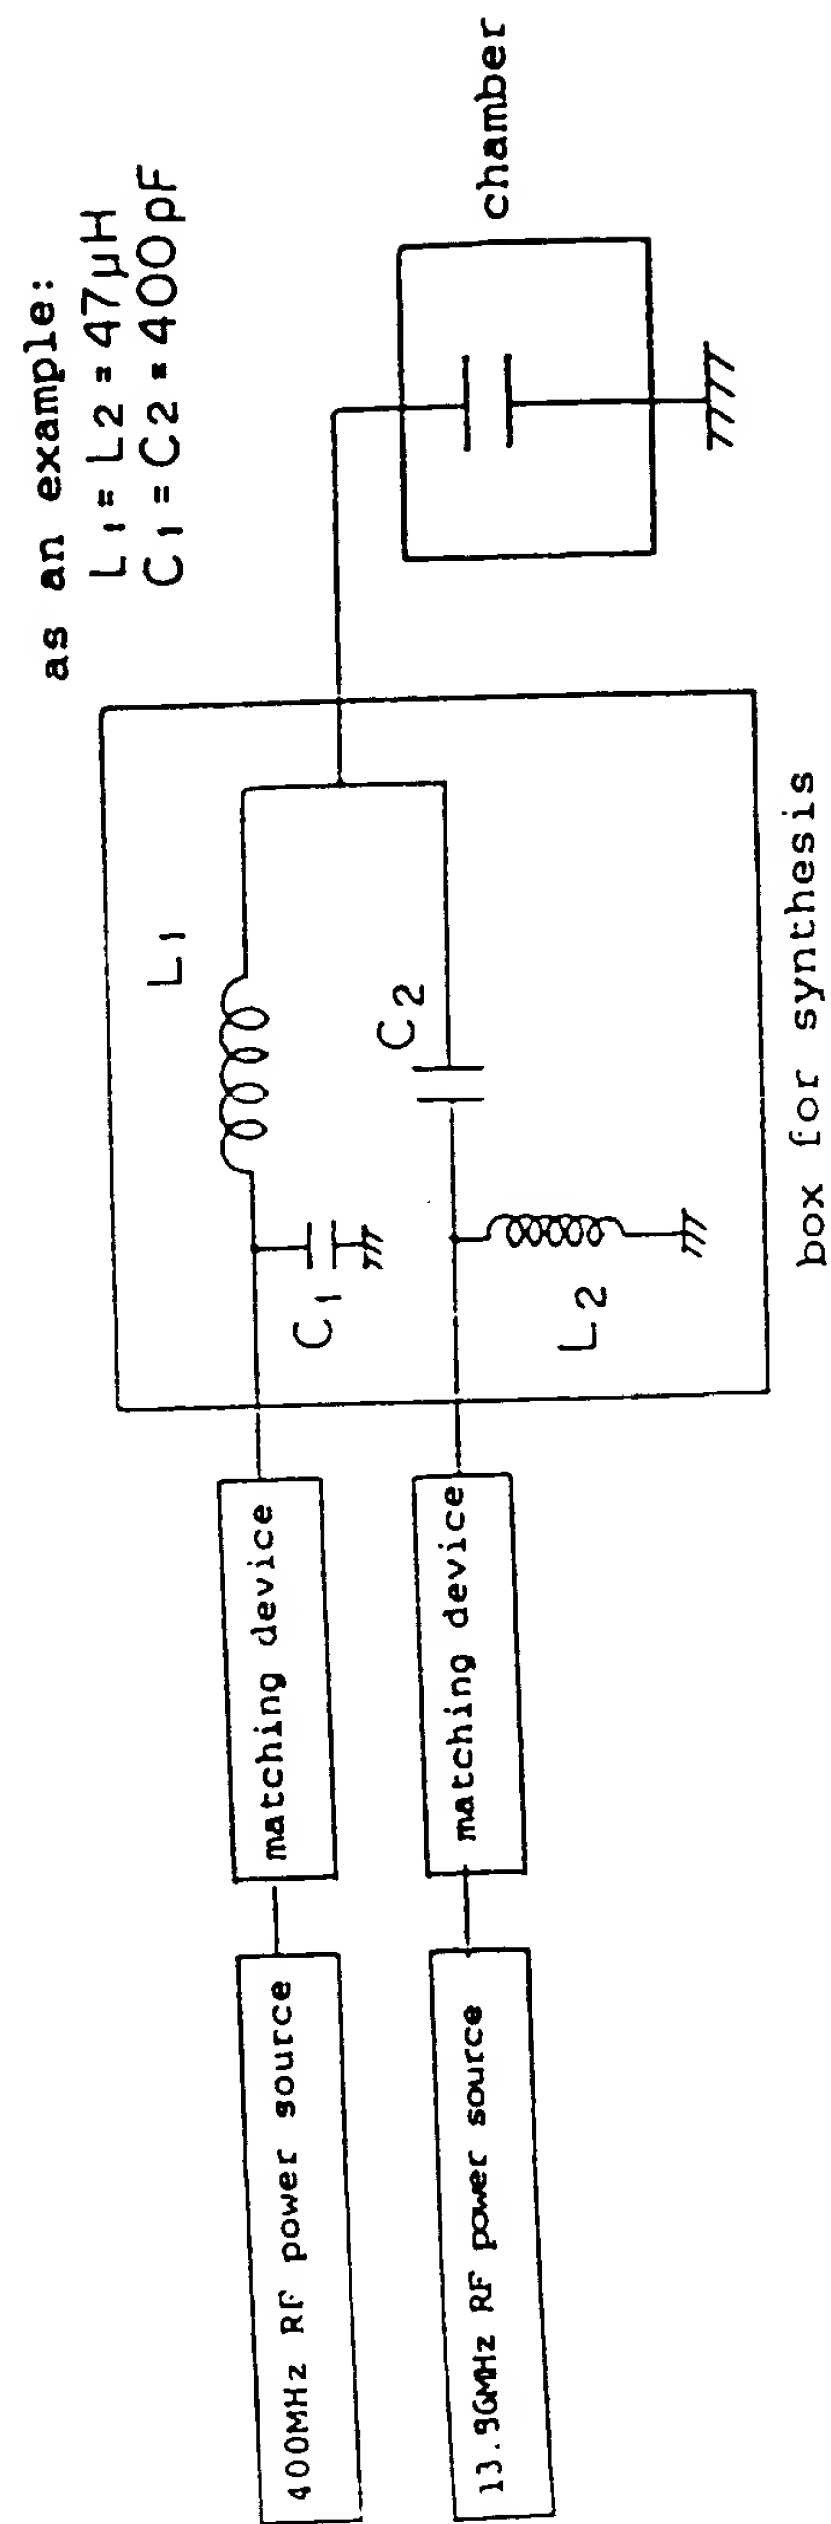 as an example:
L1 = L2 = 47μH
C1 = C2 = 400pF
chamber
L1
C1
C2
L2
box for synthesis
matching device
matching device
400MHz RF power source
13.96MHz RF power source